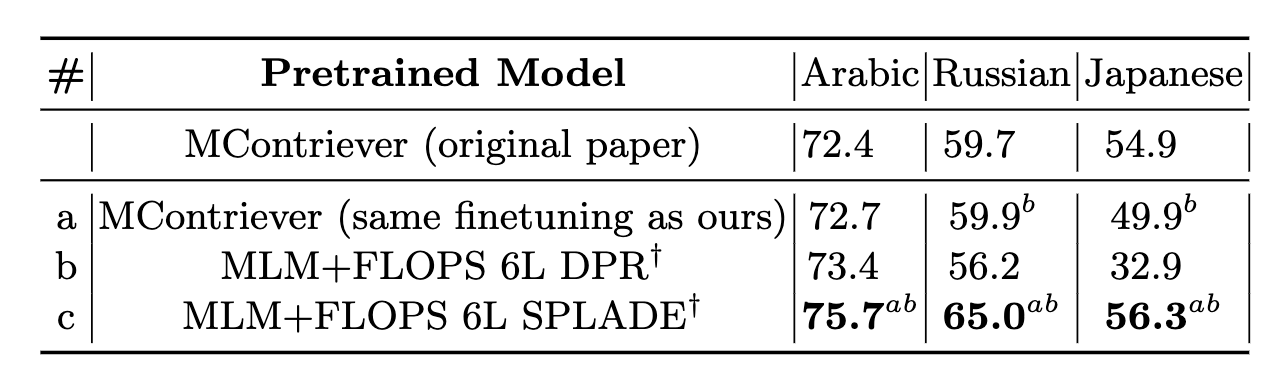 # Pretrained Model Arabic Russian Japanese
MContriever (original paper) 72.4 59.7 54.9
a MContriever (same finetuning as ours) 72.7 59.9ᵇ 49.9ᵇ
b MLM+FLOPS 6L DPR† 73.4 56.2 32.9
c MLM+FLOPS 6L SPLADE† 75.7ᵃᵇ 65.0ᵃᵇ 56.3ᵃᵇ